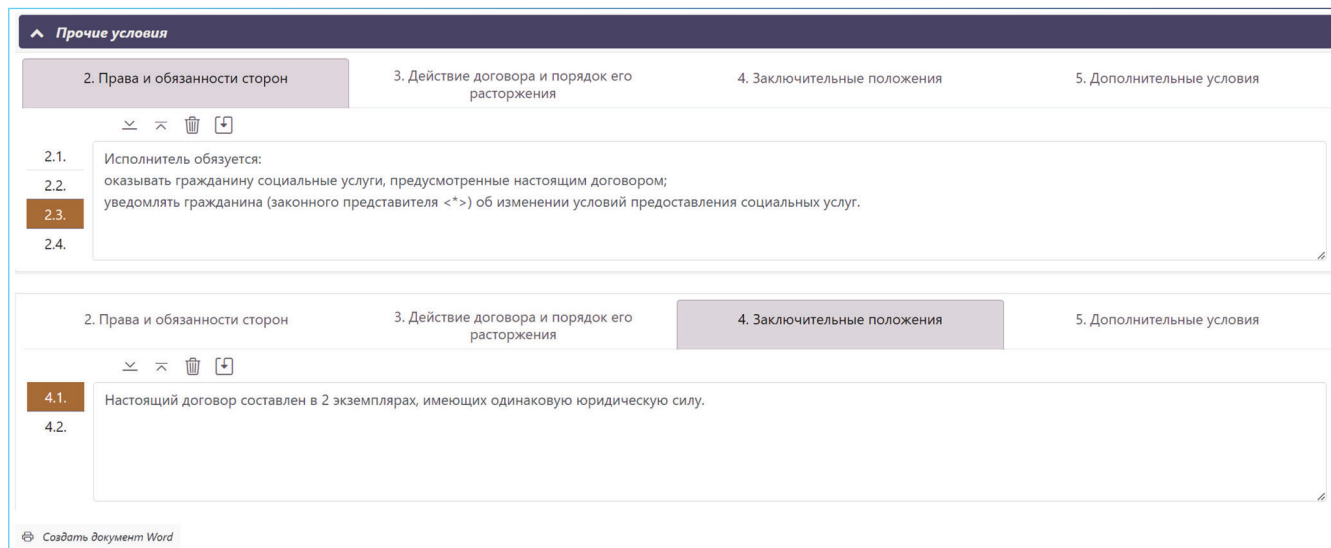 Прочие условия
2. Права и обязанности сторон
3. Действие договора и порядок его
расторжения
4. Заключительные положения
5. Дополнительные условия
2.1.
2.2.
2.3.
2.4.
Исполнитель обязуется:
оказывать гражданину социальные услуги, предусмотренные настоящим договором;
уведомлять гражданина (законного представителя <*>) об изменении условий предоставления социальных услуг.
2. Права и обязанности сторон
3. Действие договора и порядок его
расторжения
4. Заключительные положения
5. Дополнительные условия
4.1.
4.2.
Настоящий договор составлен в 2 экземплярах, имеющих одинаковую юридическую силу.
Создать документ Word